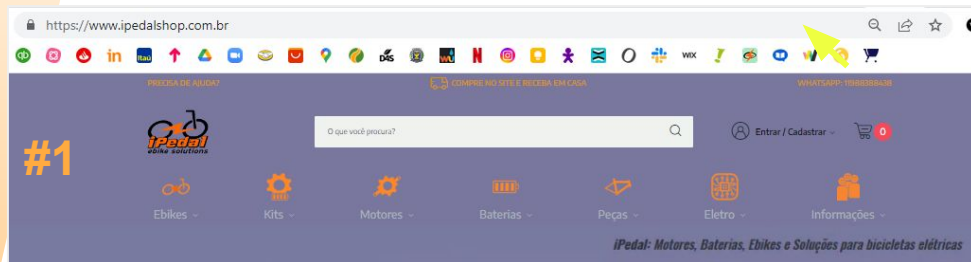 https://www.ipedalshop.com.br
in Itaú D4S N WIX
PRECISA DE AJUDA? COMPRE NO SITE E RECEBA EM CASA
iPedal
ebike solutions
O que você procura?
Entrar / Cadastrar
0
#1
Ebikes Kits Motores Baterias Peças Eletro Informações
iPedal: Motores, Baterias, Ebikes e Soluções para bicicletas elétricas